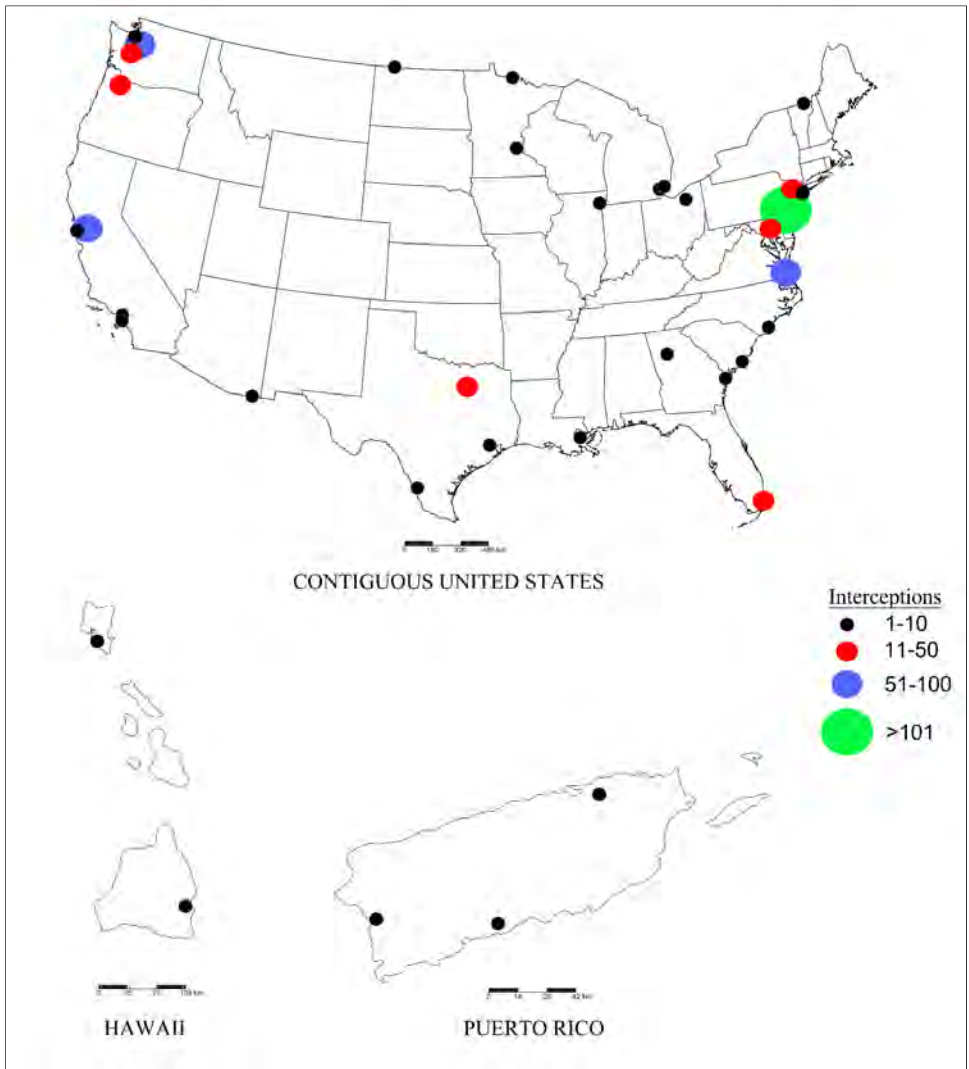 CONTIGUOUS UNITED STATES
Interceptions
1-10
11-50
51-100
>101
HAWAII
PUERTO RICO